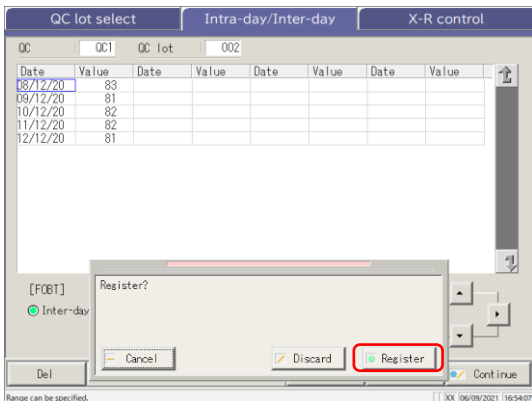 QC lot select Intra-day/Inter-day X-R control
QC QC1 QC lot 002
Date Value Date Value Date Value Date Value
08/12/20 83
09/12/20 81
10/12/20 82
11/12/20 82
12/12/20 81
[FOBT] Register?
Inter-day
Cancel Discard Register
Del Continue
Range can be specified. XX 06/09/2021 16:54:07